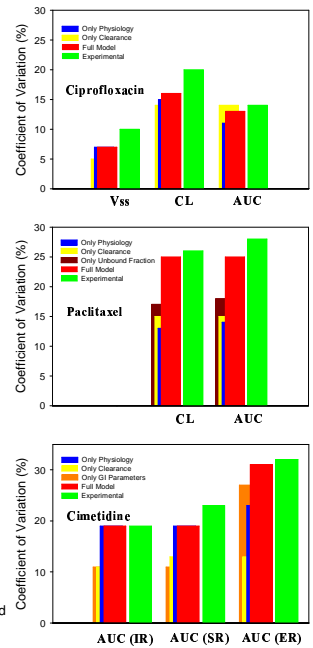 30
25
20
15
10
5
0
Coefficient of Variation (%)
Only Physiology
Only Clearance
Full Model
Experimental
Ciprofloxacin
Vss CL AUC
30
25
20
15
10
5
0
Coefficient of Variation (%)
Only Physiology
Only Clearance
Only Unbound Fraction
Full Model
Experimental
Paclitaxel
CL AUC
30
20
10
0
Coefficient of Variation (%)
Only Physiology
Only Clearance
Only GI Parameters
Full Model
Experimental
Cimetidine
d
AUC (IR) AUC (SR) AUC (ER)